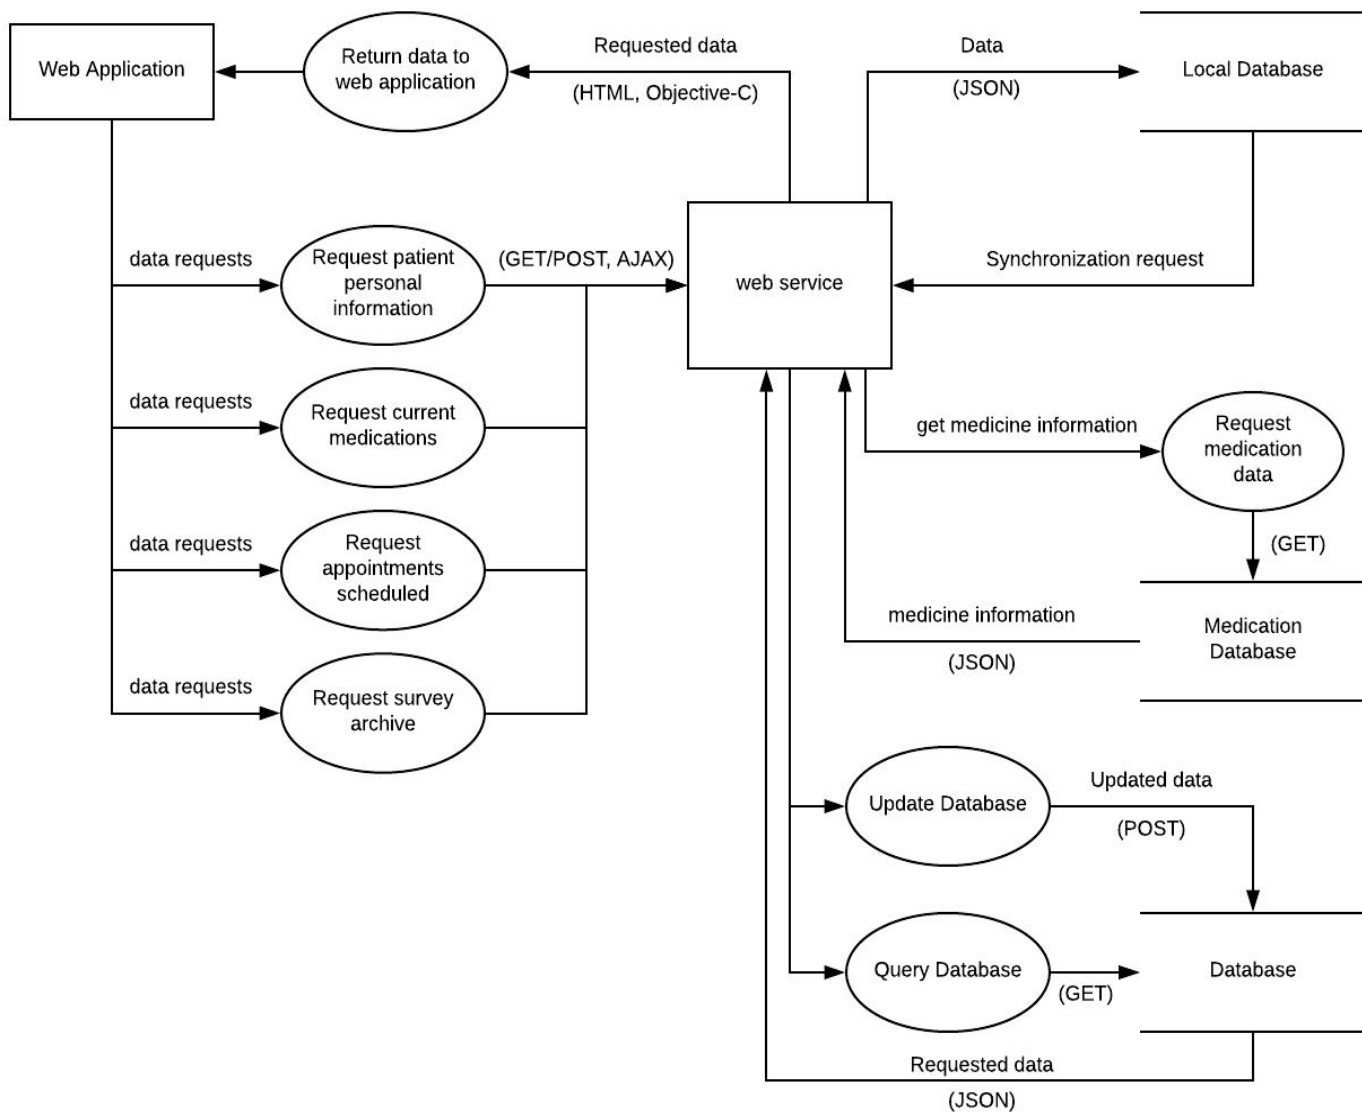 Web Application
Return data to
web application
Requested data
(HTML, Objective-C)
Data
(JSON)
Local Database
data requests
Request patient
personal
information
(GET/POST, AJAX)
web service
Synchronization request
data requests
Request current
medications
get medicine information
Request
medication
data
(GET)
data requests
Request
appointments
scheduled
medicine information
(JSON)
Medication
Database
data requests
Request survey
archive
Update Database
Updated data
(POST)
Query Database
(GET)
Database
Requested data
(JSON)